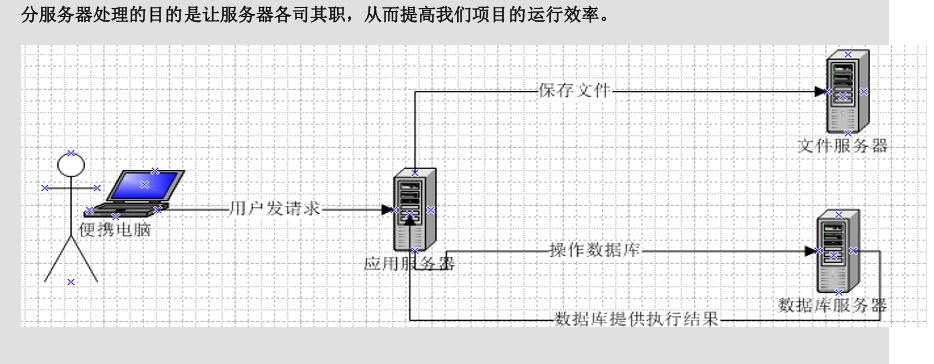 分服务器处理的目的是让服务器各司其职，从而提高我们项目的运行效率。
保存文件
文件服务器
用户发请求
便携电脑
应用服务器
操作数据库
数据库服务器
数据库提供执行结果